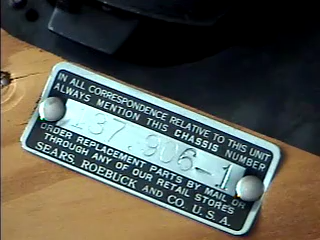 IN ALL CORRESPONDENCE RELATIVE TO THIS UNIT
ALWAYS MENTION THIS CHASSIS NUMBER
137.906-1
ORDER REPLACEMENT PARTS BY MAIL OR
THROUGH ANY OF OUR RETAIL STORES
SEARS, ROEBUCK AND CO. U.S.A.